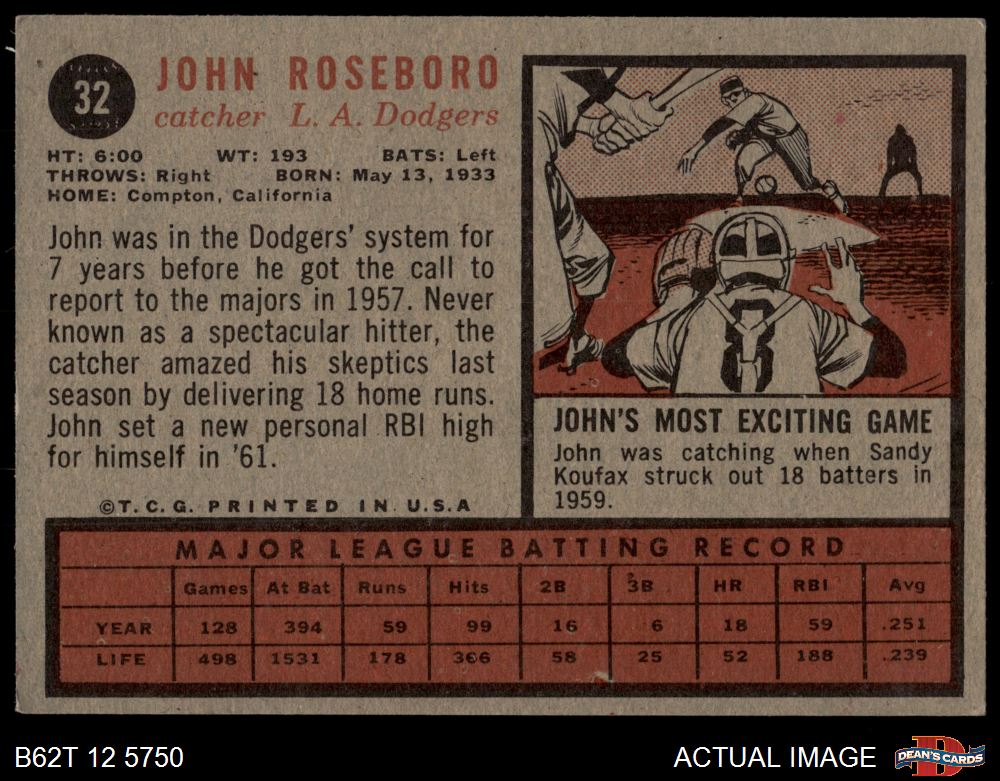 32
JOHN ROSEBORO
catcher L. A. Dodgers
HT: 6:00 WT: 193 BATS: Left
THROWS: Right BORN: May 13, 1933
HOME: Compton, California
John was in the Dodgers' system for
7 years before he got the call to
report to the majors in 1957. Never
known as a spectacular hitter, the
catcher amazed his skeptics last
season by delivering 18 home runs.
John set a new personal RBI high
for himself in '61.
©T.C.G. PRINTED IN U.S.A
8
JOHN'S MOST EXCITING GAME
John was catching when Sandy
Koufax struck out 18 batters in
1959.
MAJOR LEAGUE BATTING RECORD
Games At Bat Runs Hits 2B 3B HR RBI Avg
YEAR 128 394 59 99 16 6 18 59 .251
LIFE 498 1531 178 366 58 25 52 188 .239
B62T 12 5750
ACTUAL IMAGE
D
DEAN'S CARDS